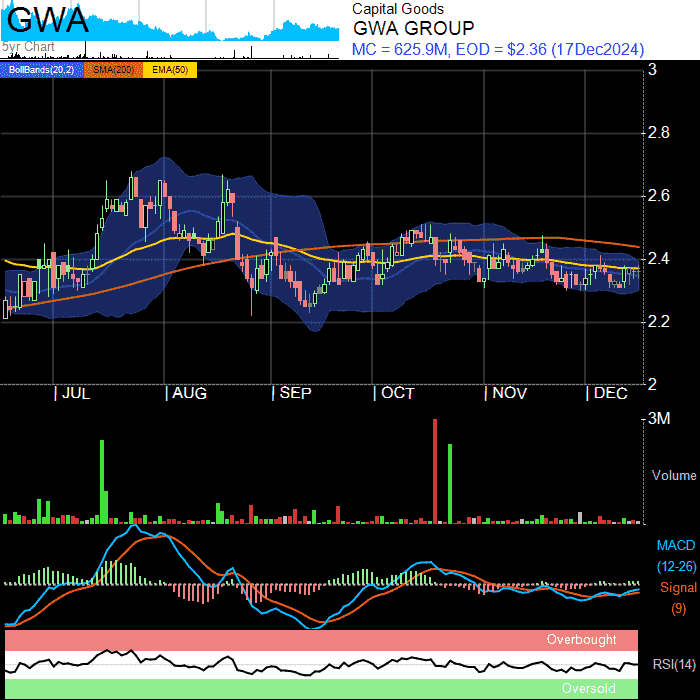 GWA
5yr Chart
Capital Goods
GWA GROUP
MC = 625.9M, EOD = $2.36 (17Dec2024)
BollBands(20,2) SMA(200) EMA(50)
3
2.8
2.6
2.4
2.2
2
| JUL | AUG | SEP | OCT | NOV | DEC
3M
Volume
MACD
(12-26)
Signal
(9)
Overbought
RSI(14)
Oversold